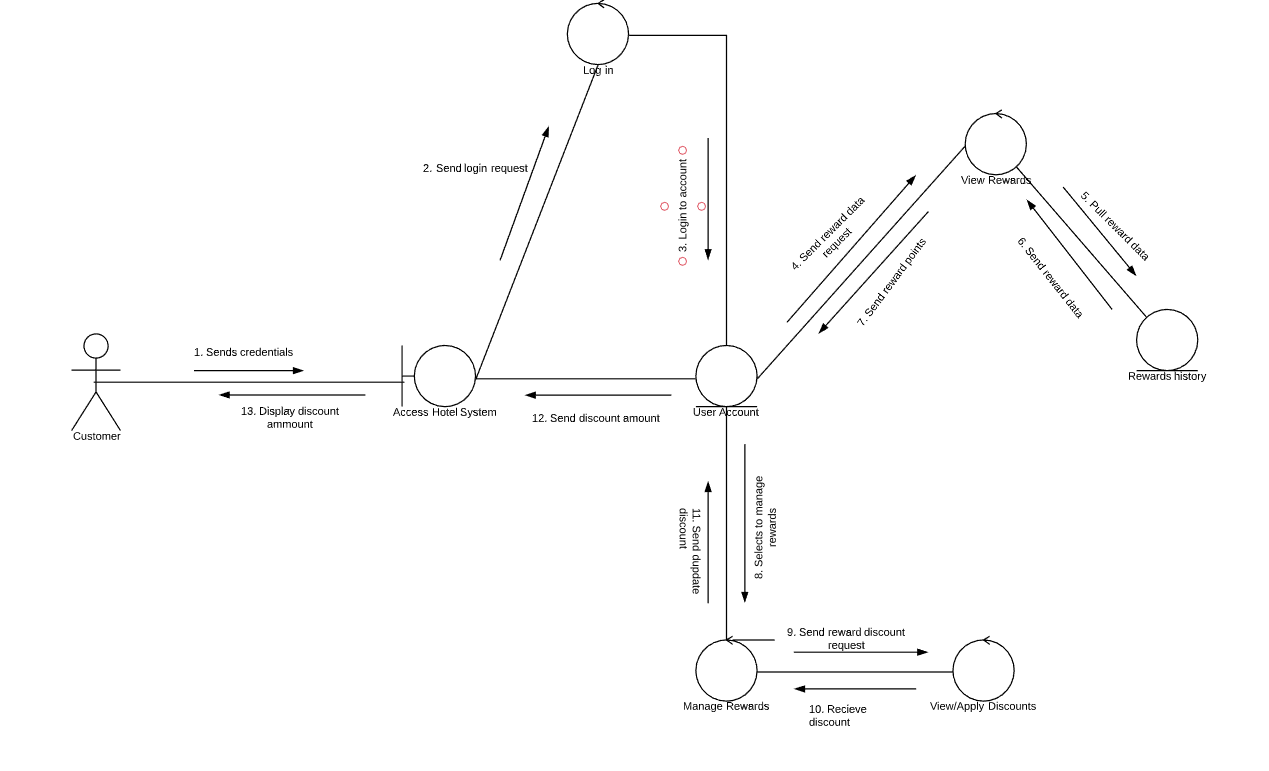 Log in
2. Send login request
3. Login to account
View Rewards
4. Send reward data
request
5. Pull reward data
6. Send reward data
7. Send reward points
1. Sends credentials
Rewards history
13. Display discount
ammount
Access Hotel System
12. Send discount amount
User Account
Customer
11. Send dupdate
discount
8. Selects to manage
rewards
9. Send reward discount
request
Manage Rewards
View/Apply Discounts
10. Recieve
discount